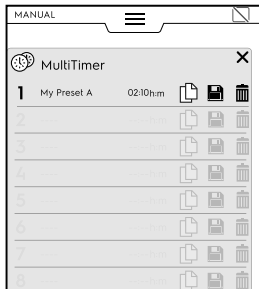 MANUAL
MultiTimer
1 My Preset A 02:10h:m
2 --- --:--h:m
3 --- --:--h:m
4 --- --:--h:m
5 --- --:--h:m
6 --- --:--h:m
7 --- --:--h:m
8 --- --:--h:m